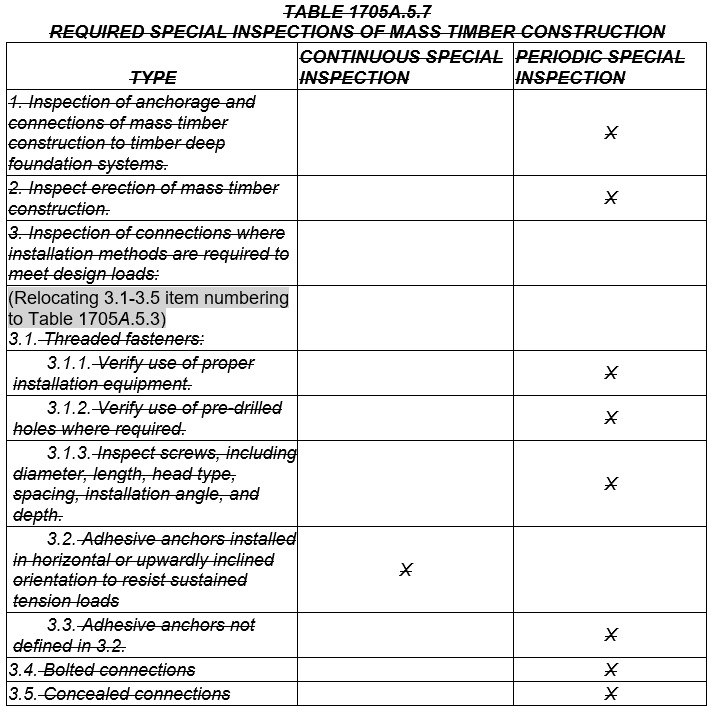 TABLE 1705A.5.7
REQUIRED SPECIAL INSPECTIONS OF MASS TIMBER CONSTRUCTION
TYPE
CONTINUOUS SPECIAL
INSPECTION
PERIODIC SPECIAL
INSPECTION
1. Inspection of anchorage and
connections of mass timber
construction to timber deep
foundation systems.
X
2. Inspect erection of mass timber
construction.
X
3. Inspection of connections where
installation methods are required to
meet design loads:
(Relocating 3.1-3.5 item numbering
to Table 1705A.5.3)
3.1. Threaded fasteners:
3.1.1. Verify use of proper
installation equipment.
X
3.1.2. Verify use of pre-drilled
holes where required.
X
3.1.3. Inspect screws, including
diameter, length, head type,
spacing, installation angle, and
depth.
X
3.2. Adhesive anchors installed
in horizontal or upwardly inclined
orientation to resist sustained
tension loads
X
3.3. Adhesive anchors not
defined in 3.2.
X
3.4. Bolted connections
X
3.5. Concealed connections
X